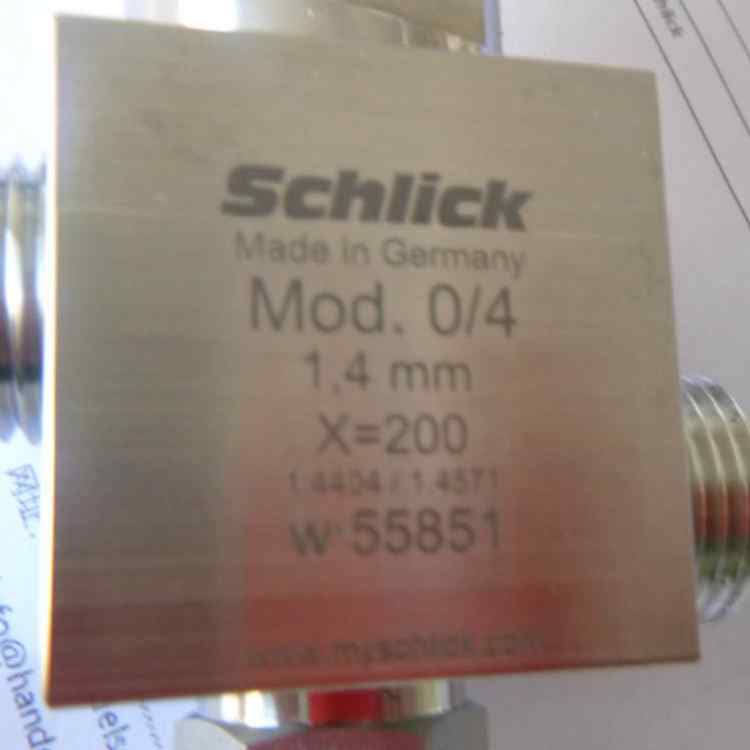 Schlick
Made in Germany
Mod. 0/4
1,4 mm
X=200
1.4404 / 1.4571
W 55851
www.myschlick.com